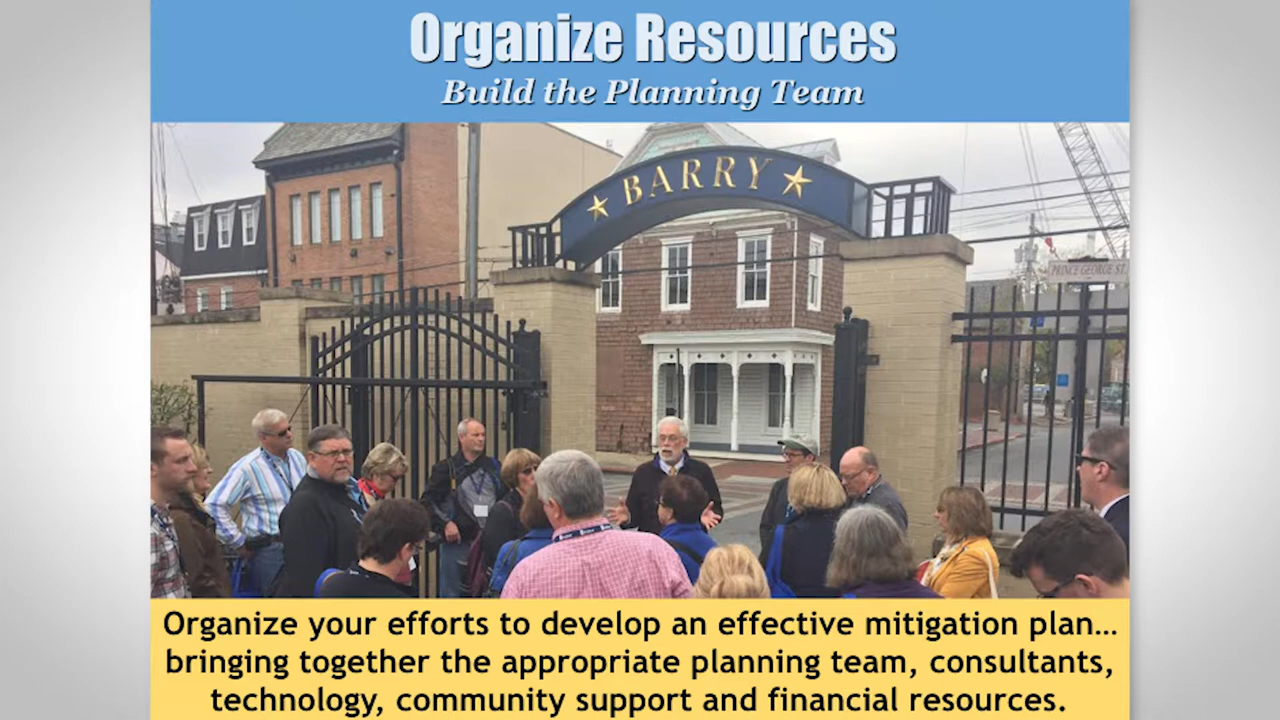 Organize Resources
Build the Planning Team
BARRY
PRINCE GEORGE ST.
Organize your efforts to develop an effective mitigation plan...
bringing together the appropriate planning team, consultants,
technology, community support and financial resources.